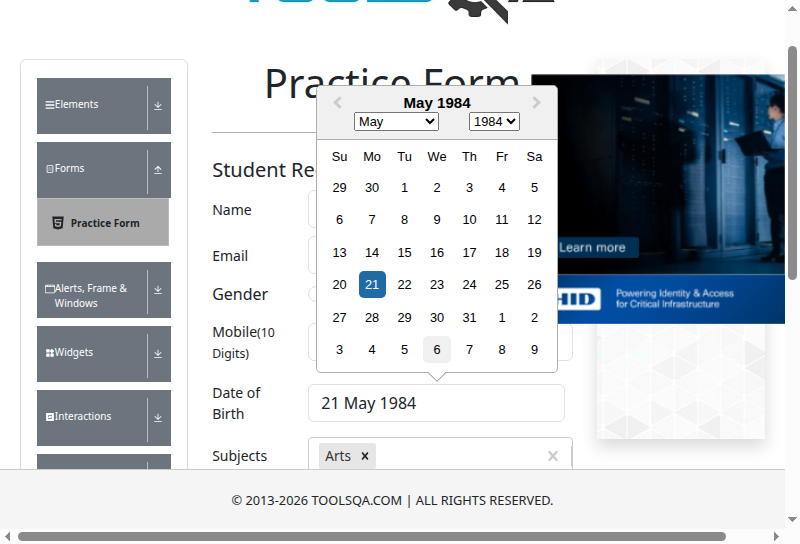 Practice Form
Elements
Forms
Practice Form
Alerts, Frame &
Windows
Widgets
Interactions
Student Re
Name
Email
Gender
Mobile(10
Digits)
Date of
Birth
21 May 1984
Subjects
Arts ×
May 1984
May
1984
Su Mo Tu We Th Fr Sa
29 30 1 2 3 4 5
6 7 8 9 10 11 12
13 14 15 16 17 18 19
20 21 22 23 24 25 26
27 28 29 30 31 1 2
3 4 5 6 7 8 9
Learn more
HID
Powering Identity & Access
for Critical Infrastructure
© 2013-2026 TOOLSQA.COM | ALL RIGHTS RESERVED.